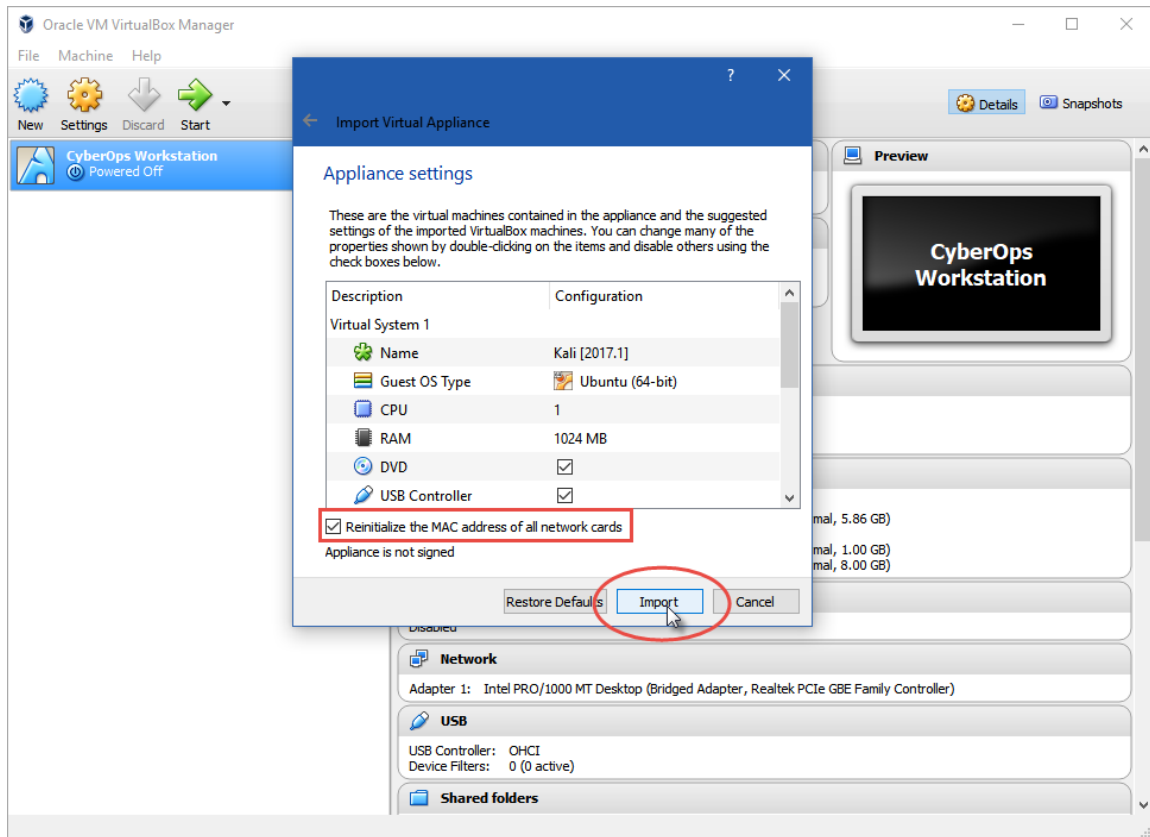 Oracle VM VirtualBox Manager
File Machine Help
New Settings Discard Start
Details Snapshots
CyberOps Workstation
Powered Off
?
Import Virtual Appliance
Appliance settings
These are the virtual machines contained in the appliance and the suggested
settings of the imported VirtualBox machines. You can change many of the
properties shown by double-clicking on the items and disable others using the
check boxes below.
Description Configuration
Virtual System 1
Name Kali [2017.1]
Guest OS Type Ubuntu (64-bit)
CPU 1
RAM 1024 MB
DVD
USB Controller
Reinitialize the MAC address of all network cards
Appliance is not signed
Restore Defaults Import Cancel
Preview
CyberOps
Workstation
mal, 5.86 GB)
mal, 1.00 GB)
mal, 8.00 GB)
Disabled
Network
Adapter 1: Intel PRO/1000 MT Desktop (Bridged Adapter, Realtek PCIe GBE Family Controller)
USB
USB Controller: OHCI
Device Filters: 0 (0 active)
Shared folders